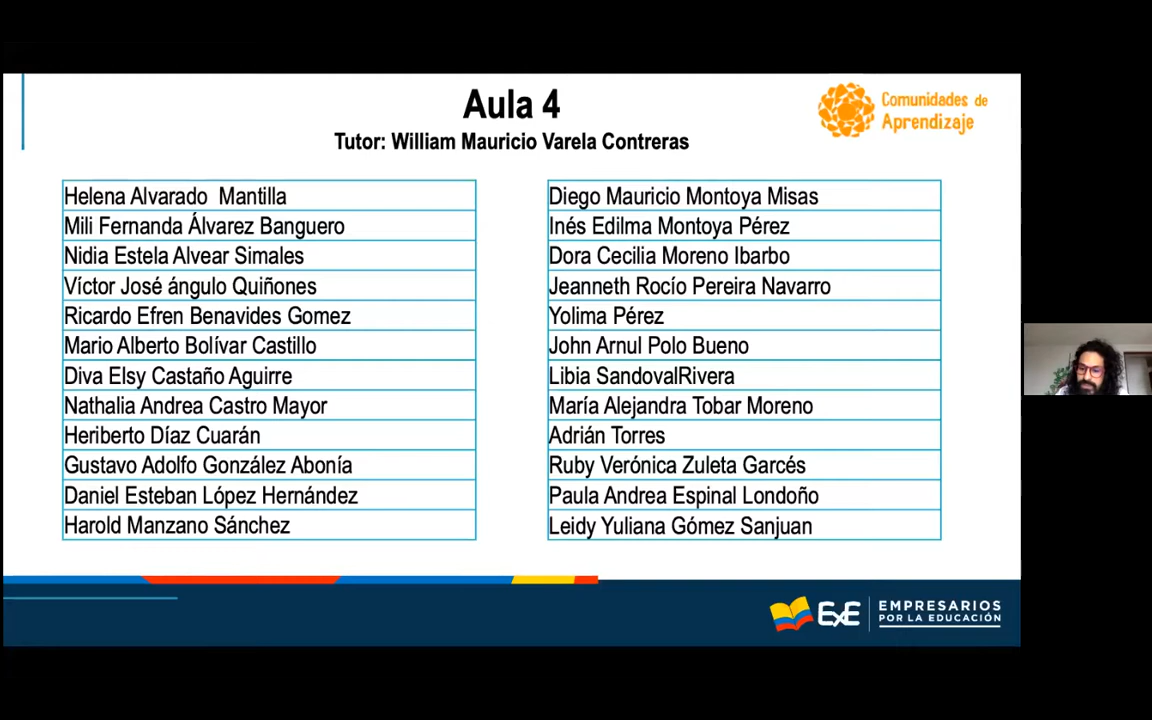 Aula 4
Comunidades de
Aprendizaje
Tutor: William Mauricio Varela Contreras
Helena Alvarado  Mantilla
Mili Fernanda Álvarez Banguero
Nidia Estela Alvear Simales
Víctor José ángulo Quiñones
Ricardo Efren Benavides Gomez
Mario Alberto Bolívar Castillo
Diva Elsy Castaño Aguirre
Nathalia Andrea Castro Mayor
Heriberto Díaz Cuarán
Gustavo Adolfo González Abonía
Daniel Esteban López Hernández
Harold Manzano Sánchez
Diego Mauricio Montoya Misas
Inés Edilma Montoya Pérez
Dora Cecilia Moreno Ibarbo
Jeanneth Rocío Pereira Navarro
Yolima Pérez
John Arnul Polo Bueno
Libia SandovalRivera
María Alejandra Tobar Moreno
Adrián Torres
Ruby Verónica Zuleta Garcés
Paula Andrea Espinal Londoño
Leidy Yuliana Gómez Sanjuan
ExE
EMPRESARIOS
POR LA EDUCACIÓN